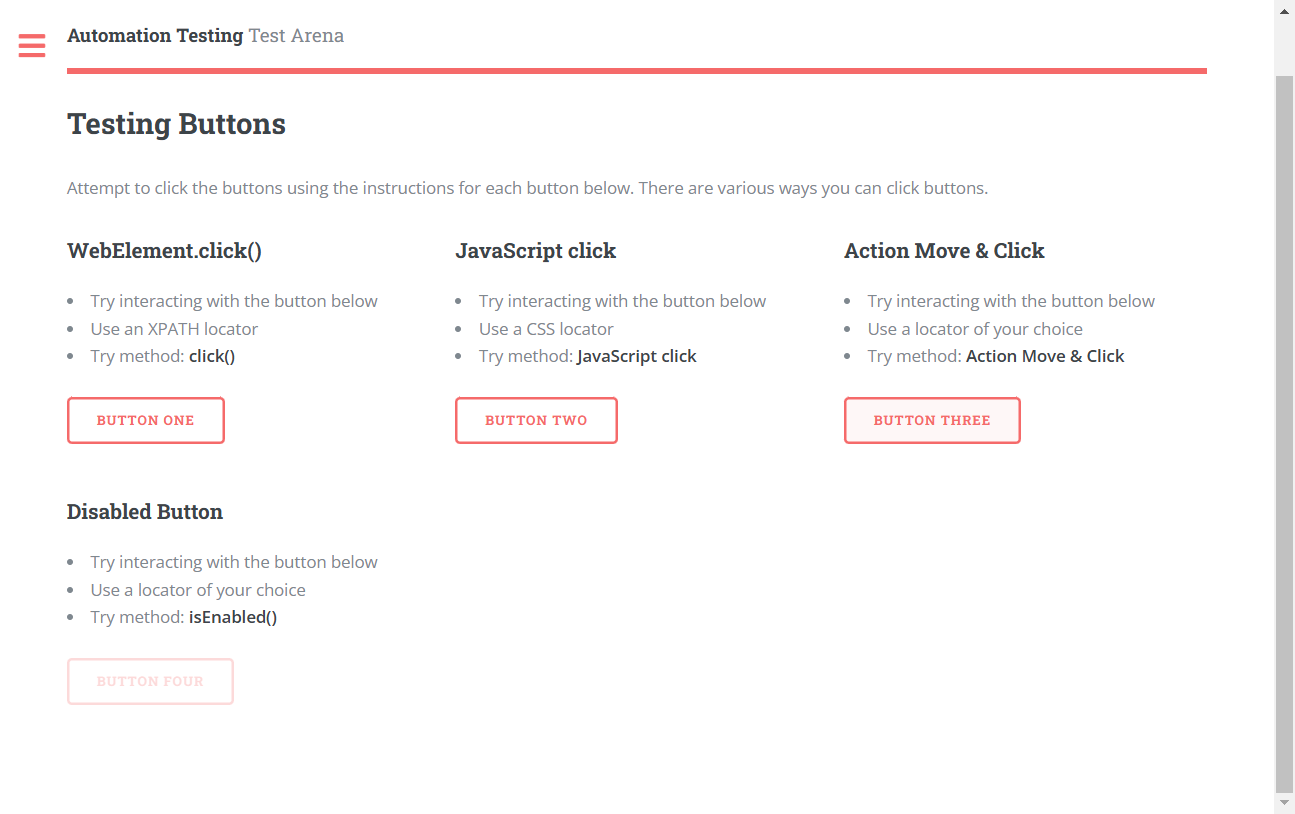 Automation Testing Test Arena
Testing Buttons
Attempt to click the buttons using the instructions for each button below. There are various ways you can click buttons.
WebElement.click()
Try interacting with the button below
Use an XPATH locator
Try method: click()
BUTTON ONE
JavaScript click
Try interacting with the button below
Use a CSS locator
Try method: JavaScript click
BUTTON TWO
Action Move & Click
Try interacting with the button below
Use a locator of your choice
Try method: Action Move & Click
BUTTON THREE
Disabled Button
Try interacting with the button below
Use a locator of your choice
Try method: isEnabled()
BUTTON FOUR